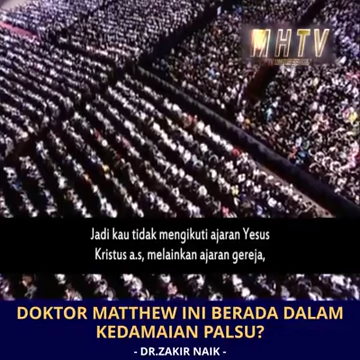 MHTV
Jadi kau tidak mengikuti ajaran Yesus
Kristus a.s, melainkan ajaran gereja,
DOKTOR MATTHEW INI BERADA DALAM
KEDAMAIAN PALSU?
- DR.ZAKIR NAIK -